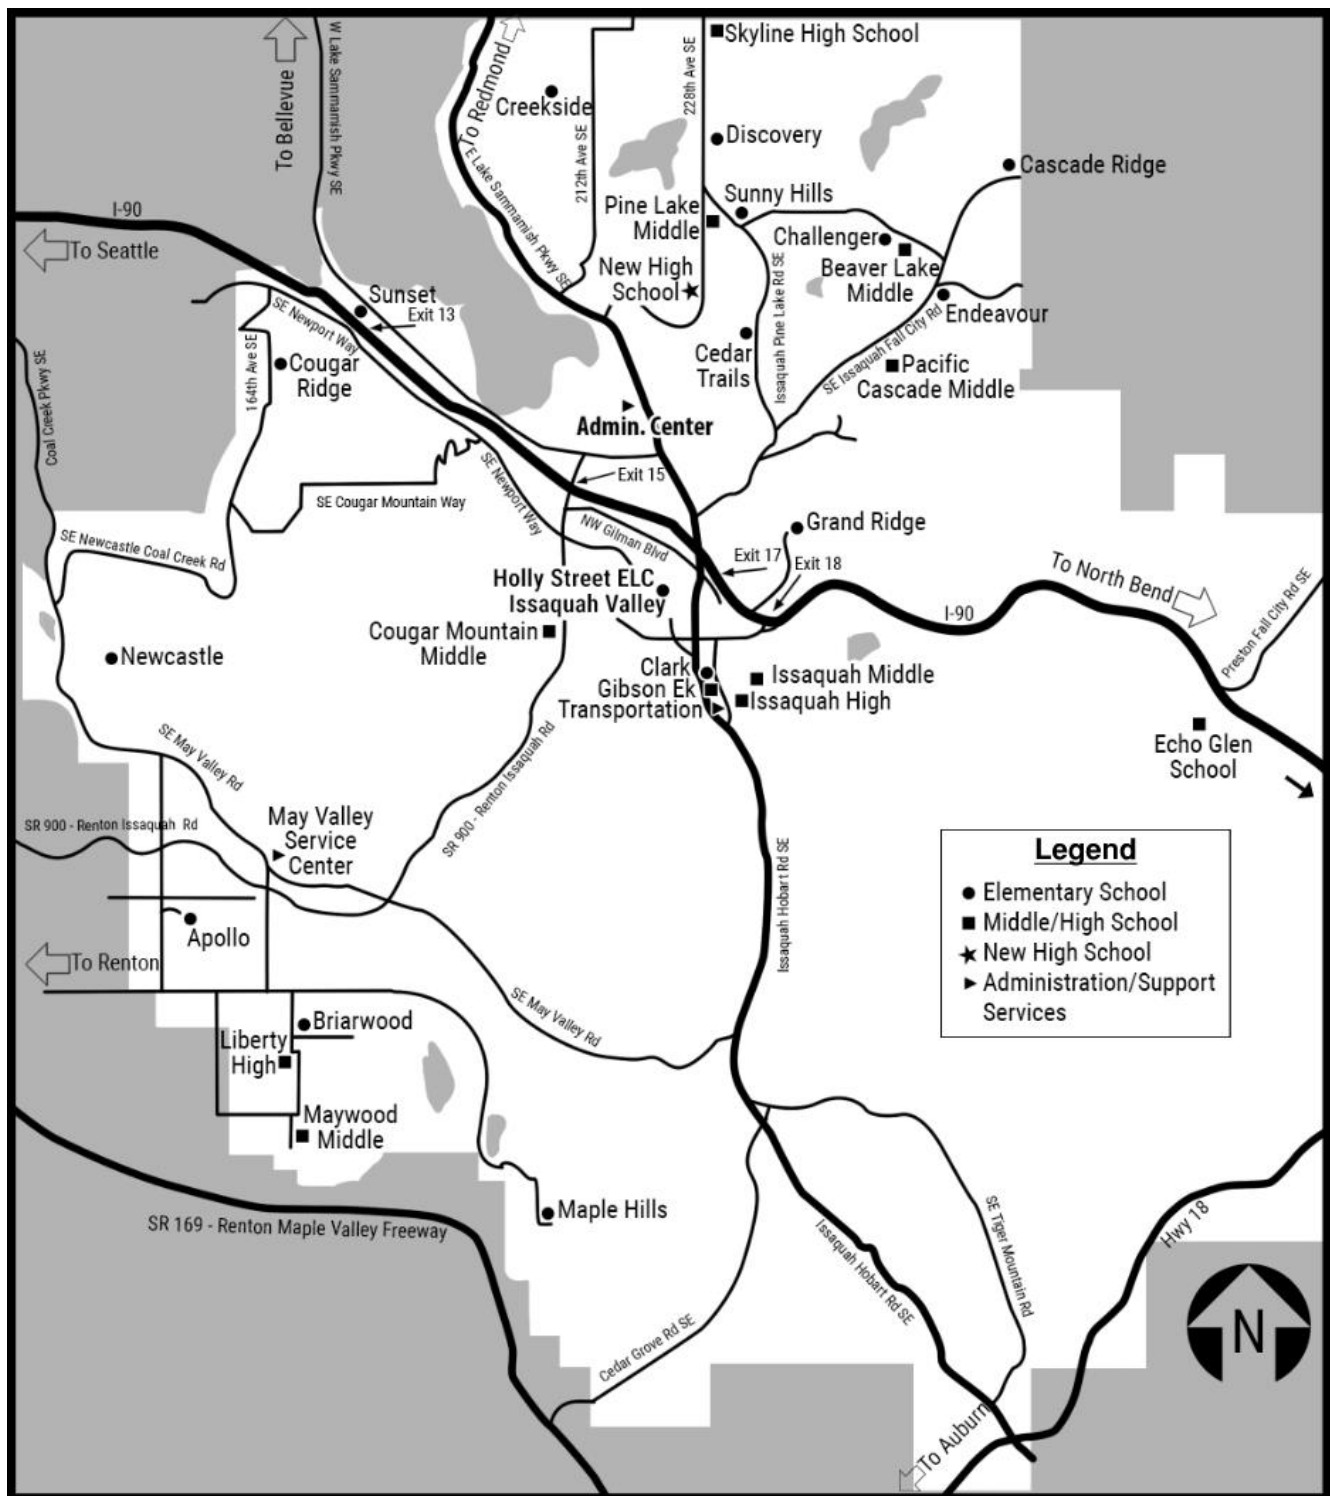 Skyline High School
To Bellevue
W Lake Sammamish Pkwy SE
To Redmond
Creekside
212th Ave SE
228th Ave SE
Discovery
E Lake Sammamish Pkwy SE
Cascade Ridge
Sunny Hills
Pine Lake
Middle
I-90
To Seattle
Challenger
Beaver Lake
Middle
New High
School
Issaquah Pine Lake Rd SE
Sunset
Exit 13
SE Newport Way
Endeavour
SE Issaquah Fall City Rd
Cedar
Trails
Pacific
Cascade Middle
Cougar
Ridge
164th Ave SE
Coal Creek Pkwy SE
Admin. Center
Exit 15
SE Newport Way
SE Cougar Mountain Way
NW Gilman Blvd
Grand Ridge
SE Newcastle Coal Creek Rd
Exit 17
Exit 18
Holly Street ELC
Issaquah Valley
To North Bend
I-90
Preston Fall City Rd SE
Cougar Mountain
Middle
Newcastle
Clark
Gibson Ek
Transportation
Issaquah Middle
Issaquah High
Echo Glen
School
SE May Valley Rd
SR 900 - Renton Issaquah Rd
SR 900 - Renton Issaquah Rd
May Valley
Service
Center
Issaquah Hobart Rd SE
Legend
Elementary School
Middle/High School
New High School
Administration/Support
Services
Apollo
To Renton
SE May Valley Rd
Briarwood
Liberty
High
Maywood
Middle
Maple Hills
SR 169 - Renton Maple Valley Freeway
Issaquah Hobart Rd SE
SE Tiger Mountain Rd
Hwy 18
Cedar Grove Rd SE
N
To Auburn